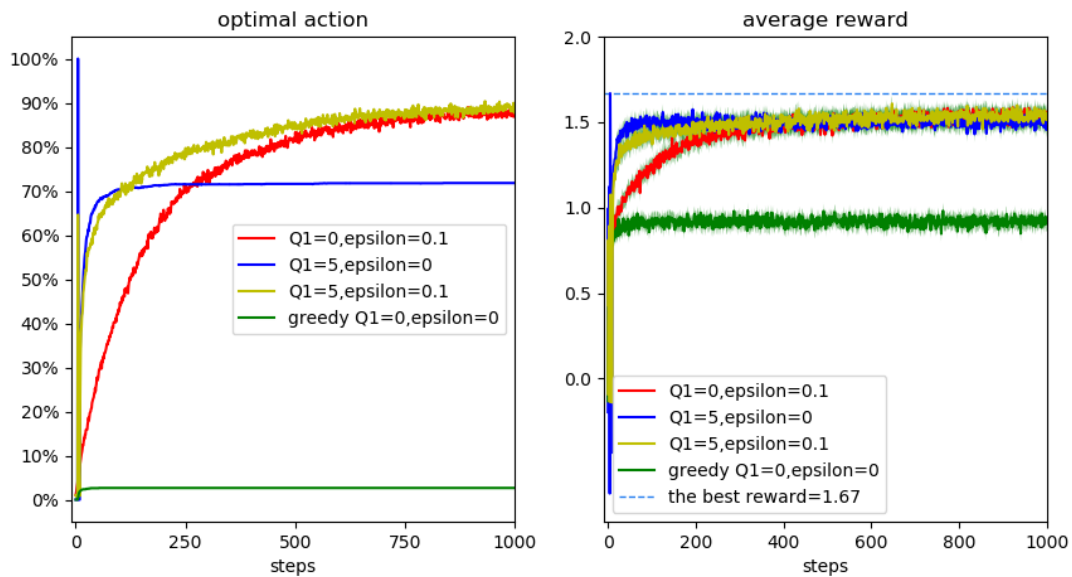 optimal action
100%
90%
80%
70%
60%
50%
40%
30%
20%
10%
0%
Q1=0,epsilon=0.1
Q1=5,epsilon=0
Q1=5,epsilon=0.1
greedy Q1=0,epsilon=0
0
250
500
750
1000
steps
average reward
2.0
1.5
1.0
0.5
0.0
Q1=0,epsilon=0.1
Q1=5,epsilon=0
Q1=5,epsilon=0.1
greedy Q1=0,epsilon=0
the best reward=1.67
0
200
400
600
800
1000
steps